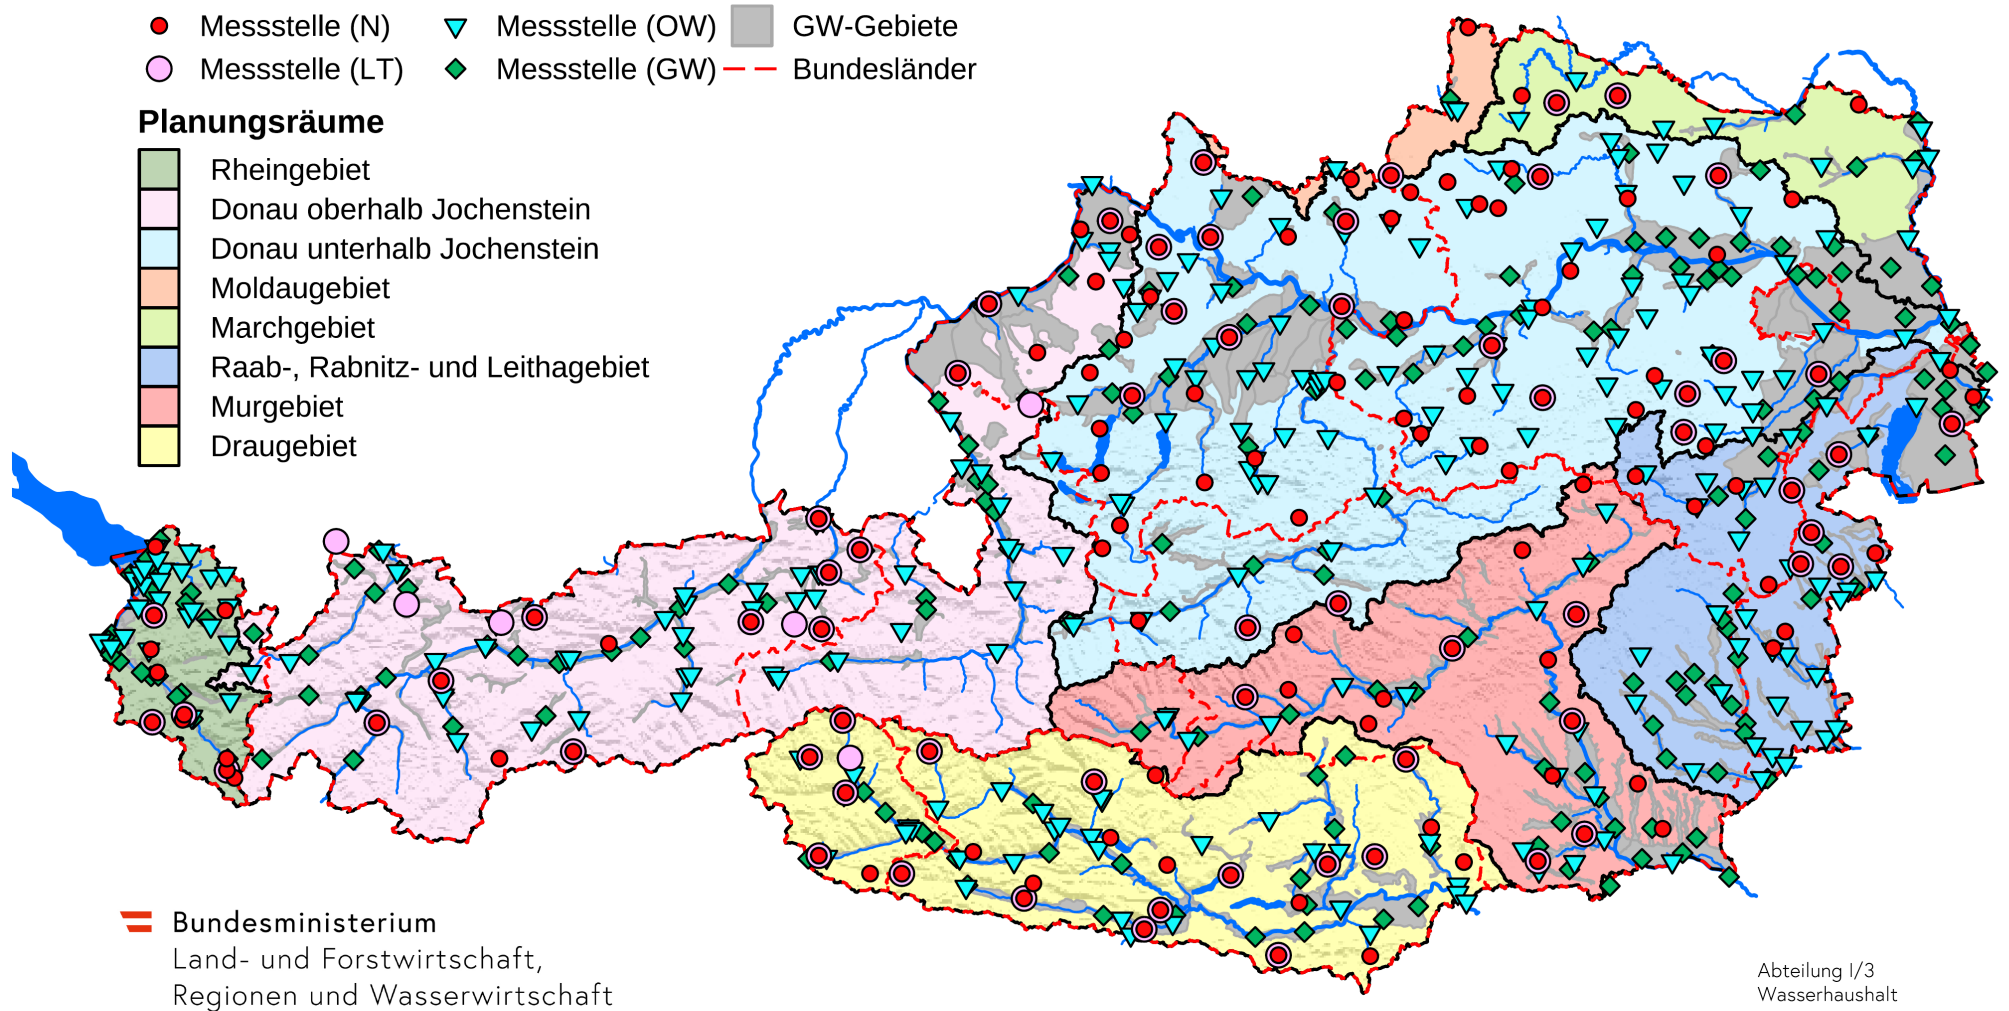 Messstelle (N)
Messstelle (OW)
GW-Gebiete
Messstelle (LT)
Messstelle (GW)
Bundesländer
Planungsräume
Rheingebiet
Donau oberhalb Jochenstein
Donau unterhalb Jochenstein
Moldaugebiet
Marchgebiet
Raab-, Rabnitz- und Leithagebiet
Murgebiet
Draugebiet
Bundesministerium
Land- und Forstwirtschaft,
Regionen und Wasserwirtschaft
Abteilung I/3
Wasserhaushalt